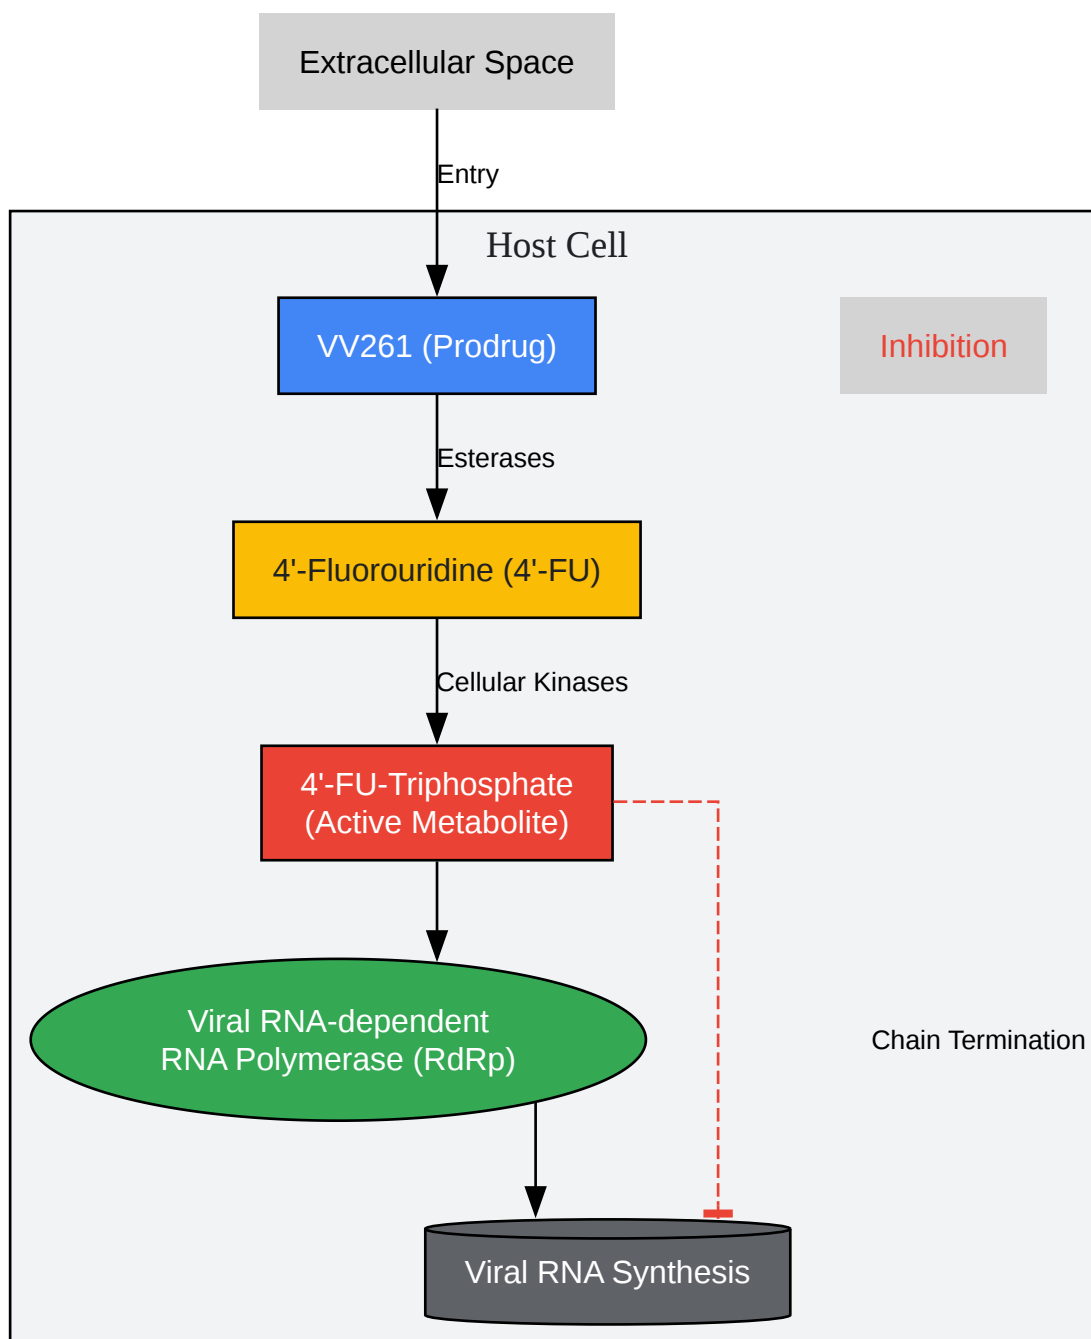 Extracellular Space
Entry
Host Cell
VV261 (Prodrug)
Inhibition
Esterases
4'-Fluorouridine (4'-FU)
Cellular Kinases
4'-FU-Triphosphate
(Active Metabolite)
Viral RNA-dependent
RNA Polymerase (RdRp)
Chain Termination
Viral RNA Synthesis